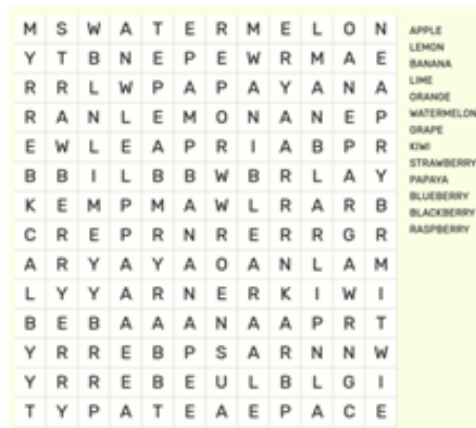 M S W A T E R M E L O N
Y T B N E P E W R M A E
R R L W P A P A Y A N A
R A N L E M O N A N E P
E W L E A P R I A B P R
B B I L B B W B R L A Y
K E M P M A W L R A R B
C R E P R N R E R R G R
A R Y A Y A O A N L A M
L Y Y A R N E R K I W I
B E B A A A N A A P R T
Y R R E B P S A R N N W
Y R R E B E U L B L G I
T Y P A T E A E P A C E
APPLE
LEMON
BANANA
LIME
ORANGE
WATERMELON
GRAPE
KIWI
STRAWBERRY
PAPAYA
BLUEBERRY
BLACKBERRY
RASPBERRY